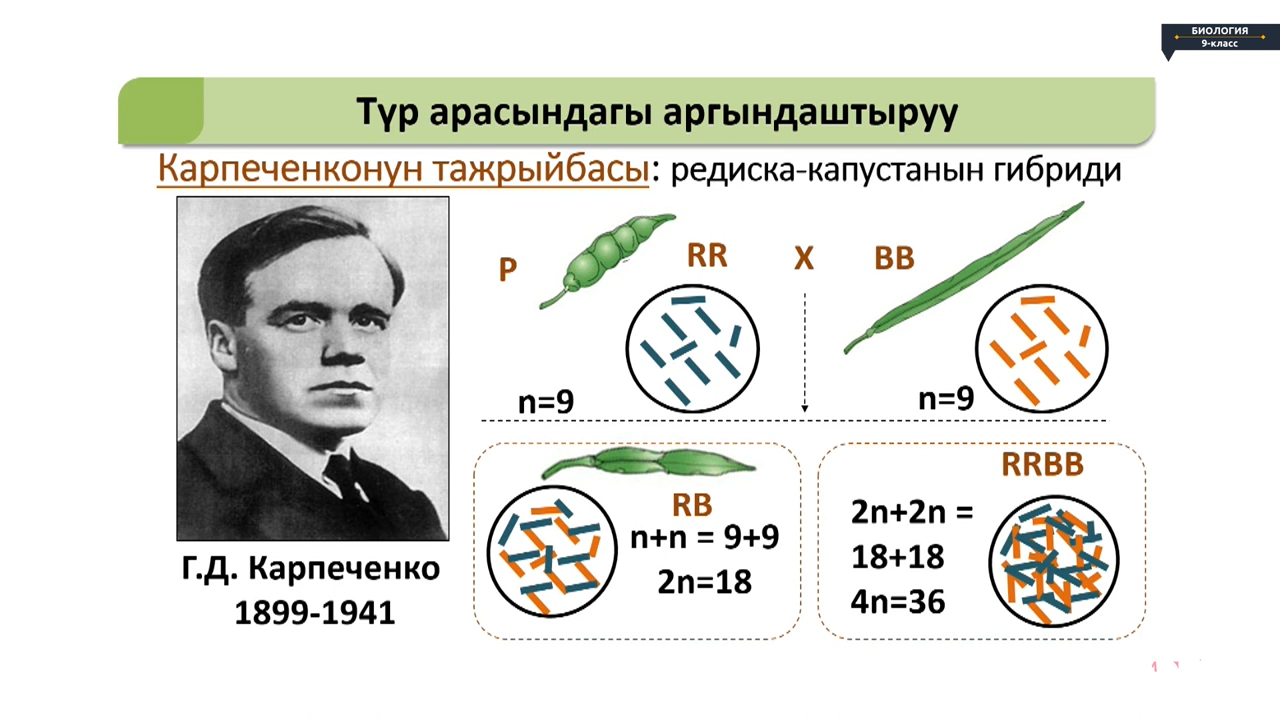 БИОЛОГИЯ
9-класс
Түр арасындагы аргындаштыруу
Карпеченконун тажрыйбасы: редиска-капустанын гибриди
P RR X BB
n=9 n=9
Г.Д. Карпеченко
1899-1941
RB
n+n = 9+9
2n=18
RRBB
2n+2n =
18+18
4n=36